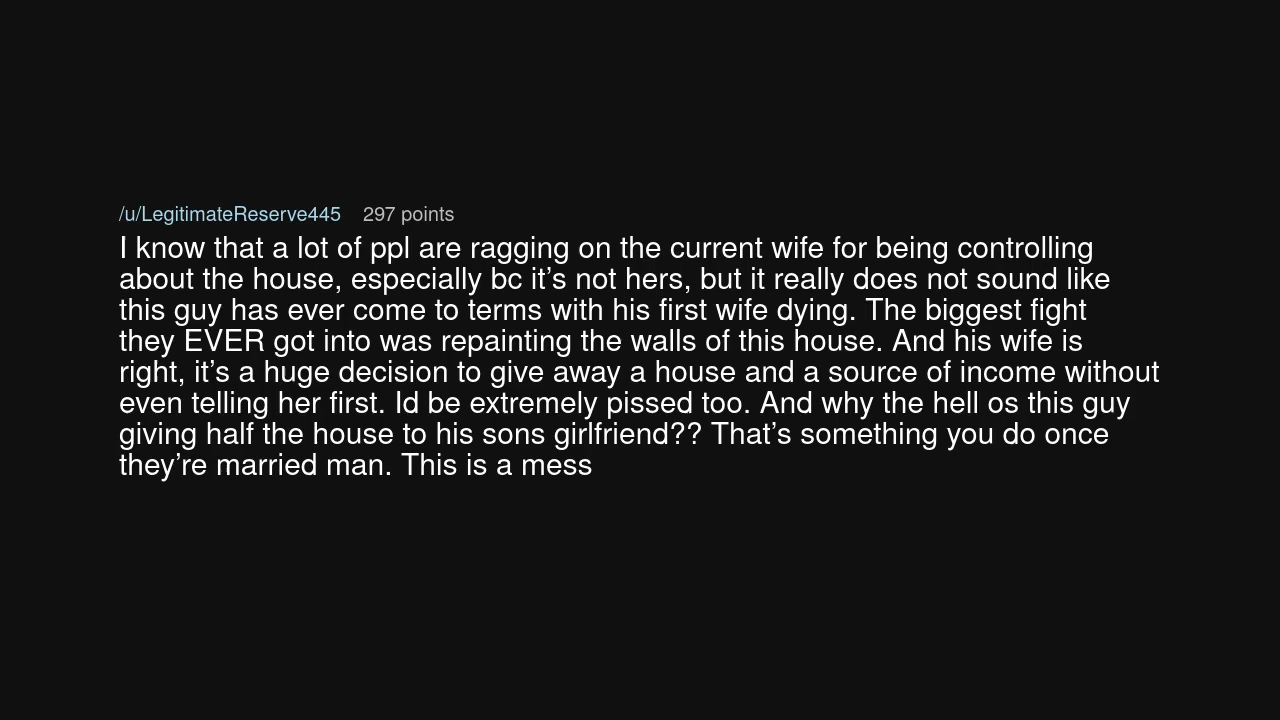 /u/LegitimateReserve445 297 points
I know that a lot of ppl are ragging on the current wife for being controlling
about the house, especially bc it’s not hers, but it really does not sound like
this guy has ever come to terms with his first wife dying. The biggest fight
they EVER got into was repainting the walls of this house. And his wife is
right, it’s a huge decision to give away a house and a source of income without
even telling her first. Id be extremely pissed too. And why the hell os this guy
giving half the house to his sons girlfriend?? That’s something you do once
they’re married man. This is a mess